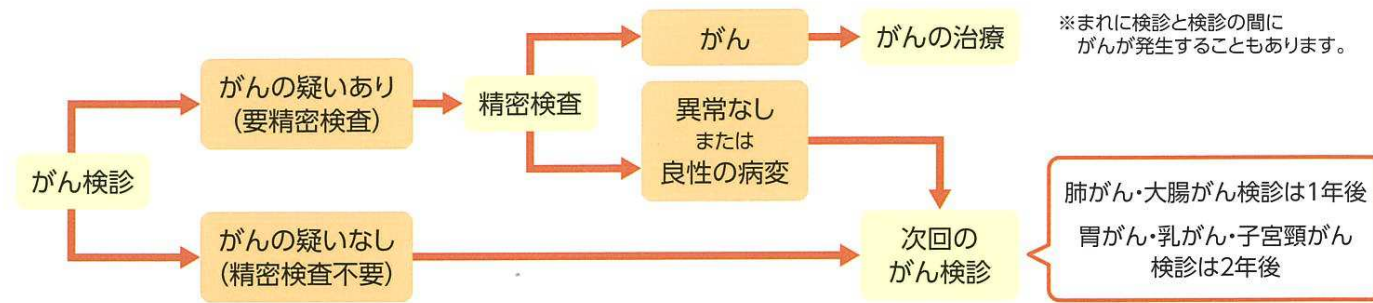 がん検診
がんの疑いあり
（要精密検査）
がんの疑いなし
（精密検査不要）
精密検査
がん
がんの治療
異常なし
または
良性の病変
次回の
がん検診
※まれに検診と検診の間に
がんが発生することもあります。
肺がん・大腸がん検診は1年後
胃がん・乳がん・子宮頸がん
検診は2年後